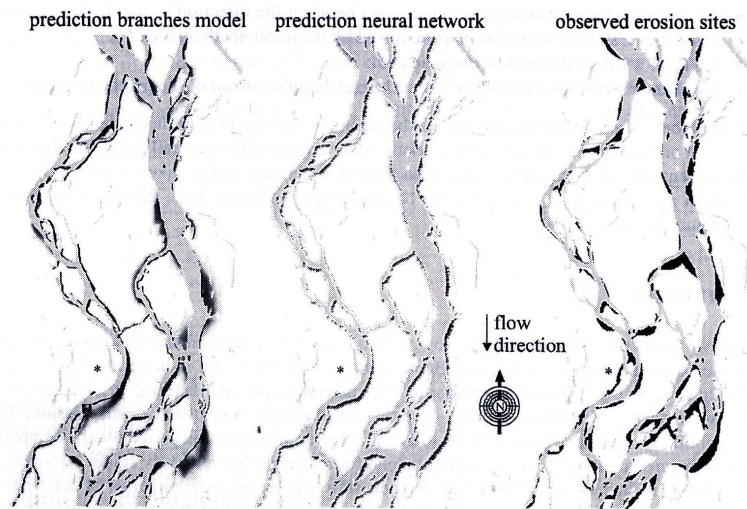 prediction branches model prediction neural network observed erosion sites
flow
direction
*
*
*
N